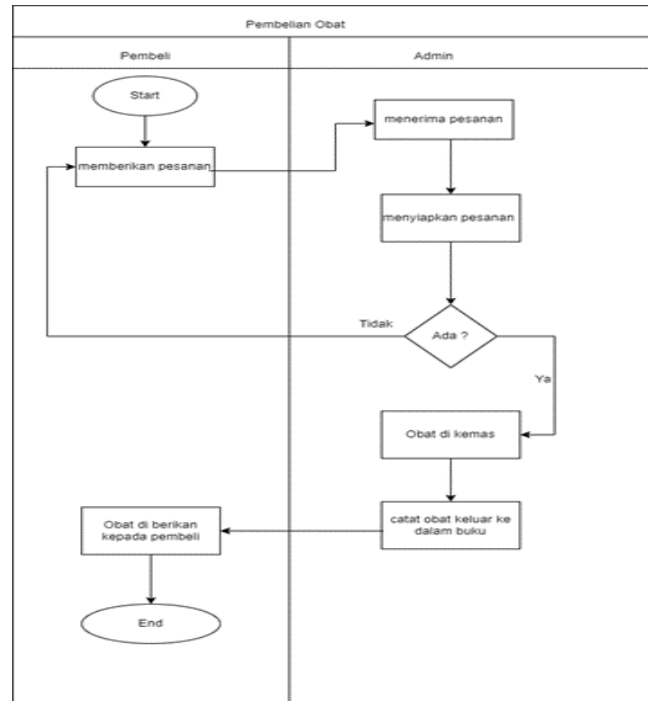 Pembelian Obat
Pembeli
Admin
Start
menerima pesanan
memberikan pesanan
menyiapkan pesanan
Tidak
Ada ?
Ya
Obat di kemas
Obat di berikan
kepada pembeli
catat obat keluar ke
dalam buku
End